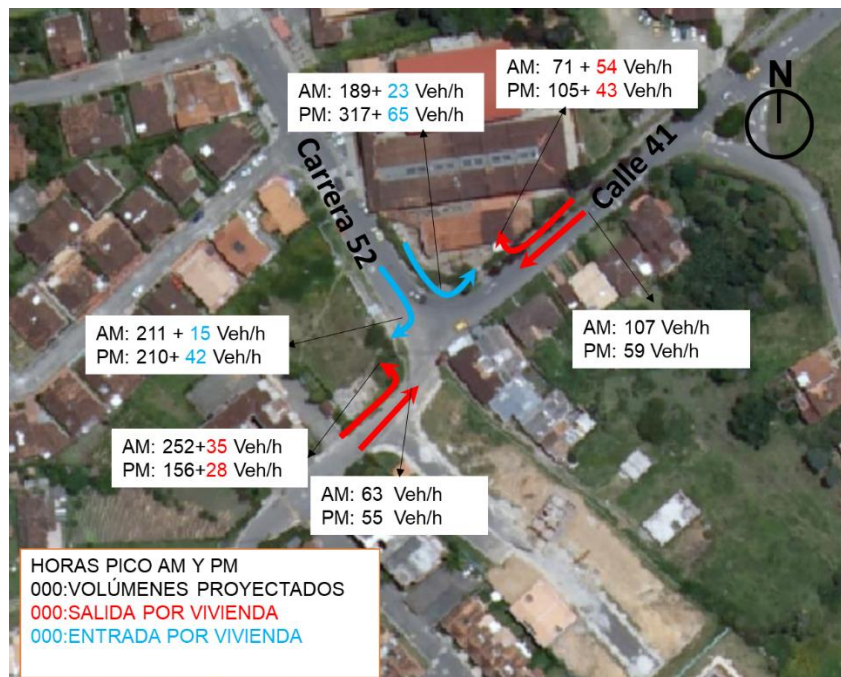 AM: 189+ 23 Veh/h
PM: 317+ 65 Veh/h
AM: 71 + 54 Veh/h
PM: 105+ 43 Veh/h
N
Carrera 52
Calle 41
AM: 211 + 15 Veh/h
PM: 210+ 42 Veh/h
AM: 107 Veh/h
PM: 59 Veh/h
AM: 252+35 Veh/h
PM: 156+28 Veh/h
AM: 63 Veh/h
PM: 55 Veh/h
HORAS PICO AM Y PM
000:VOLÚMENES PROYECTADOS
000:SALIDA POR VIVIENDA
000:ENTRADA POR VIVIENDA